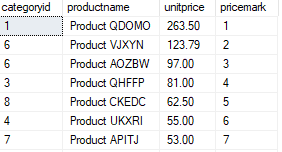 categoryid productname unitprice pricemark
1 Product QDOMO 263.50 1
6 Product VJXYN 123.79 2
6 Product AOZBW 97.00 3
3 Product QHFFP 81.00 4
8 Product CKEDC 62.50 5
4 Product UKXRI 55.00 6
7 Product APITJ 53.00 7